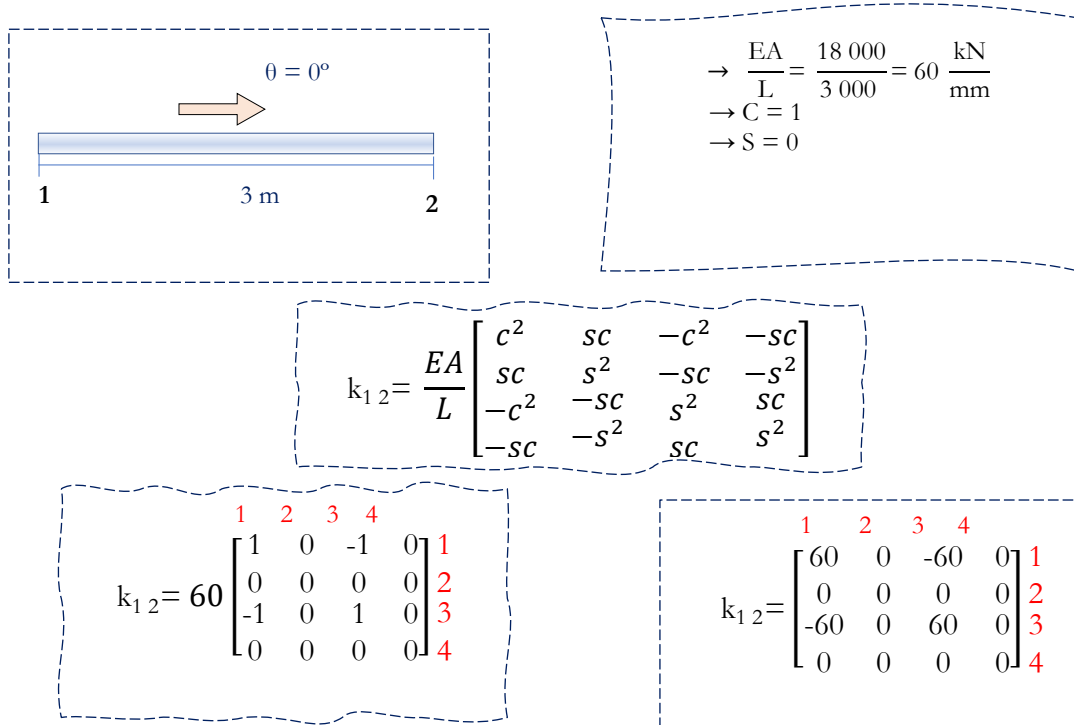 θ = 0º
1 3 m 2
→ EA/L = 18 000/3 000 = 60 kN/mm
→ C = 1
→ S = 0
k₁ ₂= EA/L
c² sc −c² −sc
sc s² −sc −s²
−c² −sc s² sc
−sc −s² sc s²
1 2 3 4
k₁ ₂= 60
1 0 -1 0 1
0 0 0 0 2
-1 0 1 0 3
0 0 0 0 4
1 2 3 4
k₁ ₂=
60 0 -60 0 1
0 0 0 0 2
-60 0 60 0 3
0 0 0 0 4